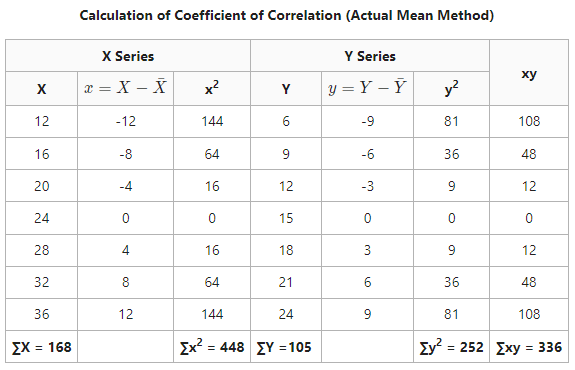 Calculation of Coefficient of Correlation (Actual Mean Method)
X Series Y Series xy
X x = X − X̄ x² Y y = Y − Ȳ y²
12 -12 144 6 -9 81 108
16 -8 64 9 -6 36 48
20 -4 16 12 -3 9 12
24 0 0 15 0 0 0
28 4 16 18 3 9 12
32 8 64 21 6 36 48
36 12 144 24 9 81 108
∑X = 168 ∑x² = 448 ∑Y =105 ∑y² = 252 ∑xy = 336